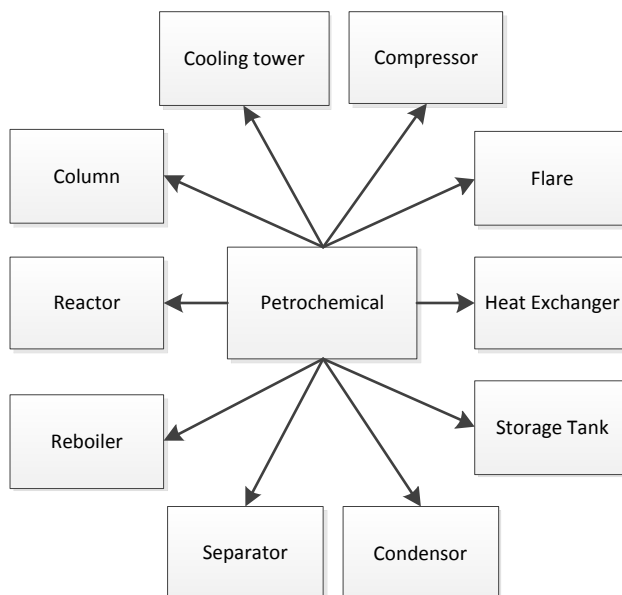 Cooling tower
Compressor
Column
Flare
Reactor
Petrochemical
Heat Exchanger
Reboiler
Storage Tank
Separator
Condensor